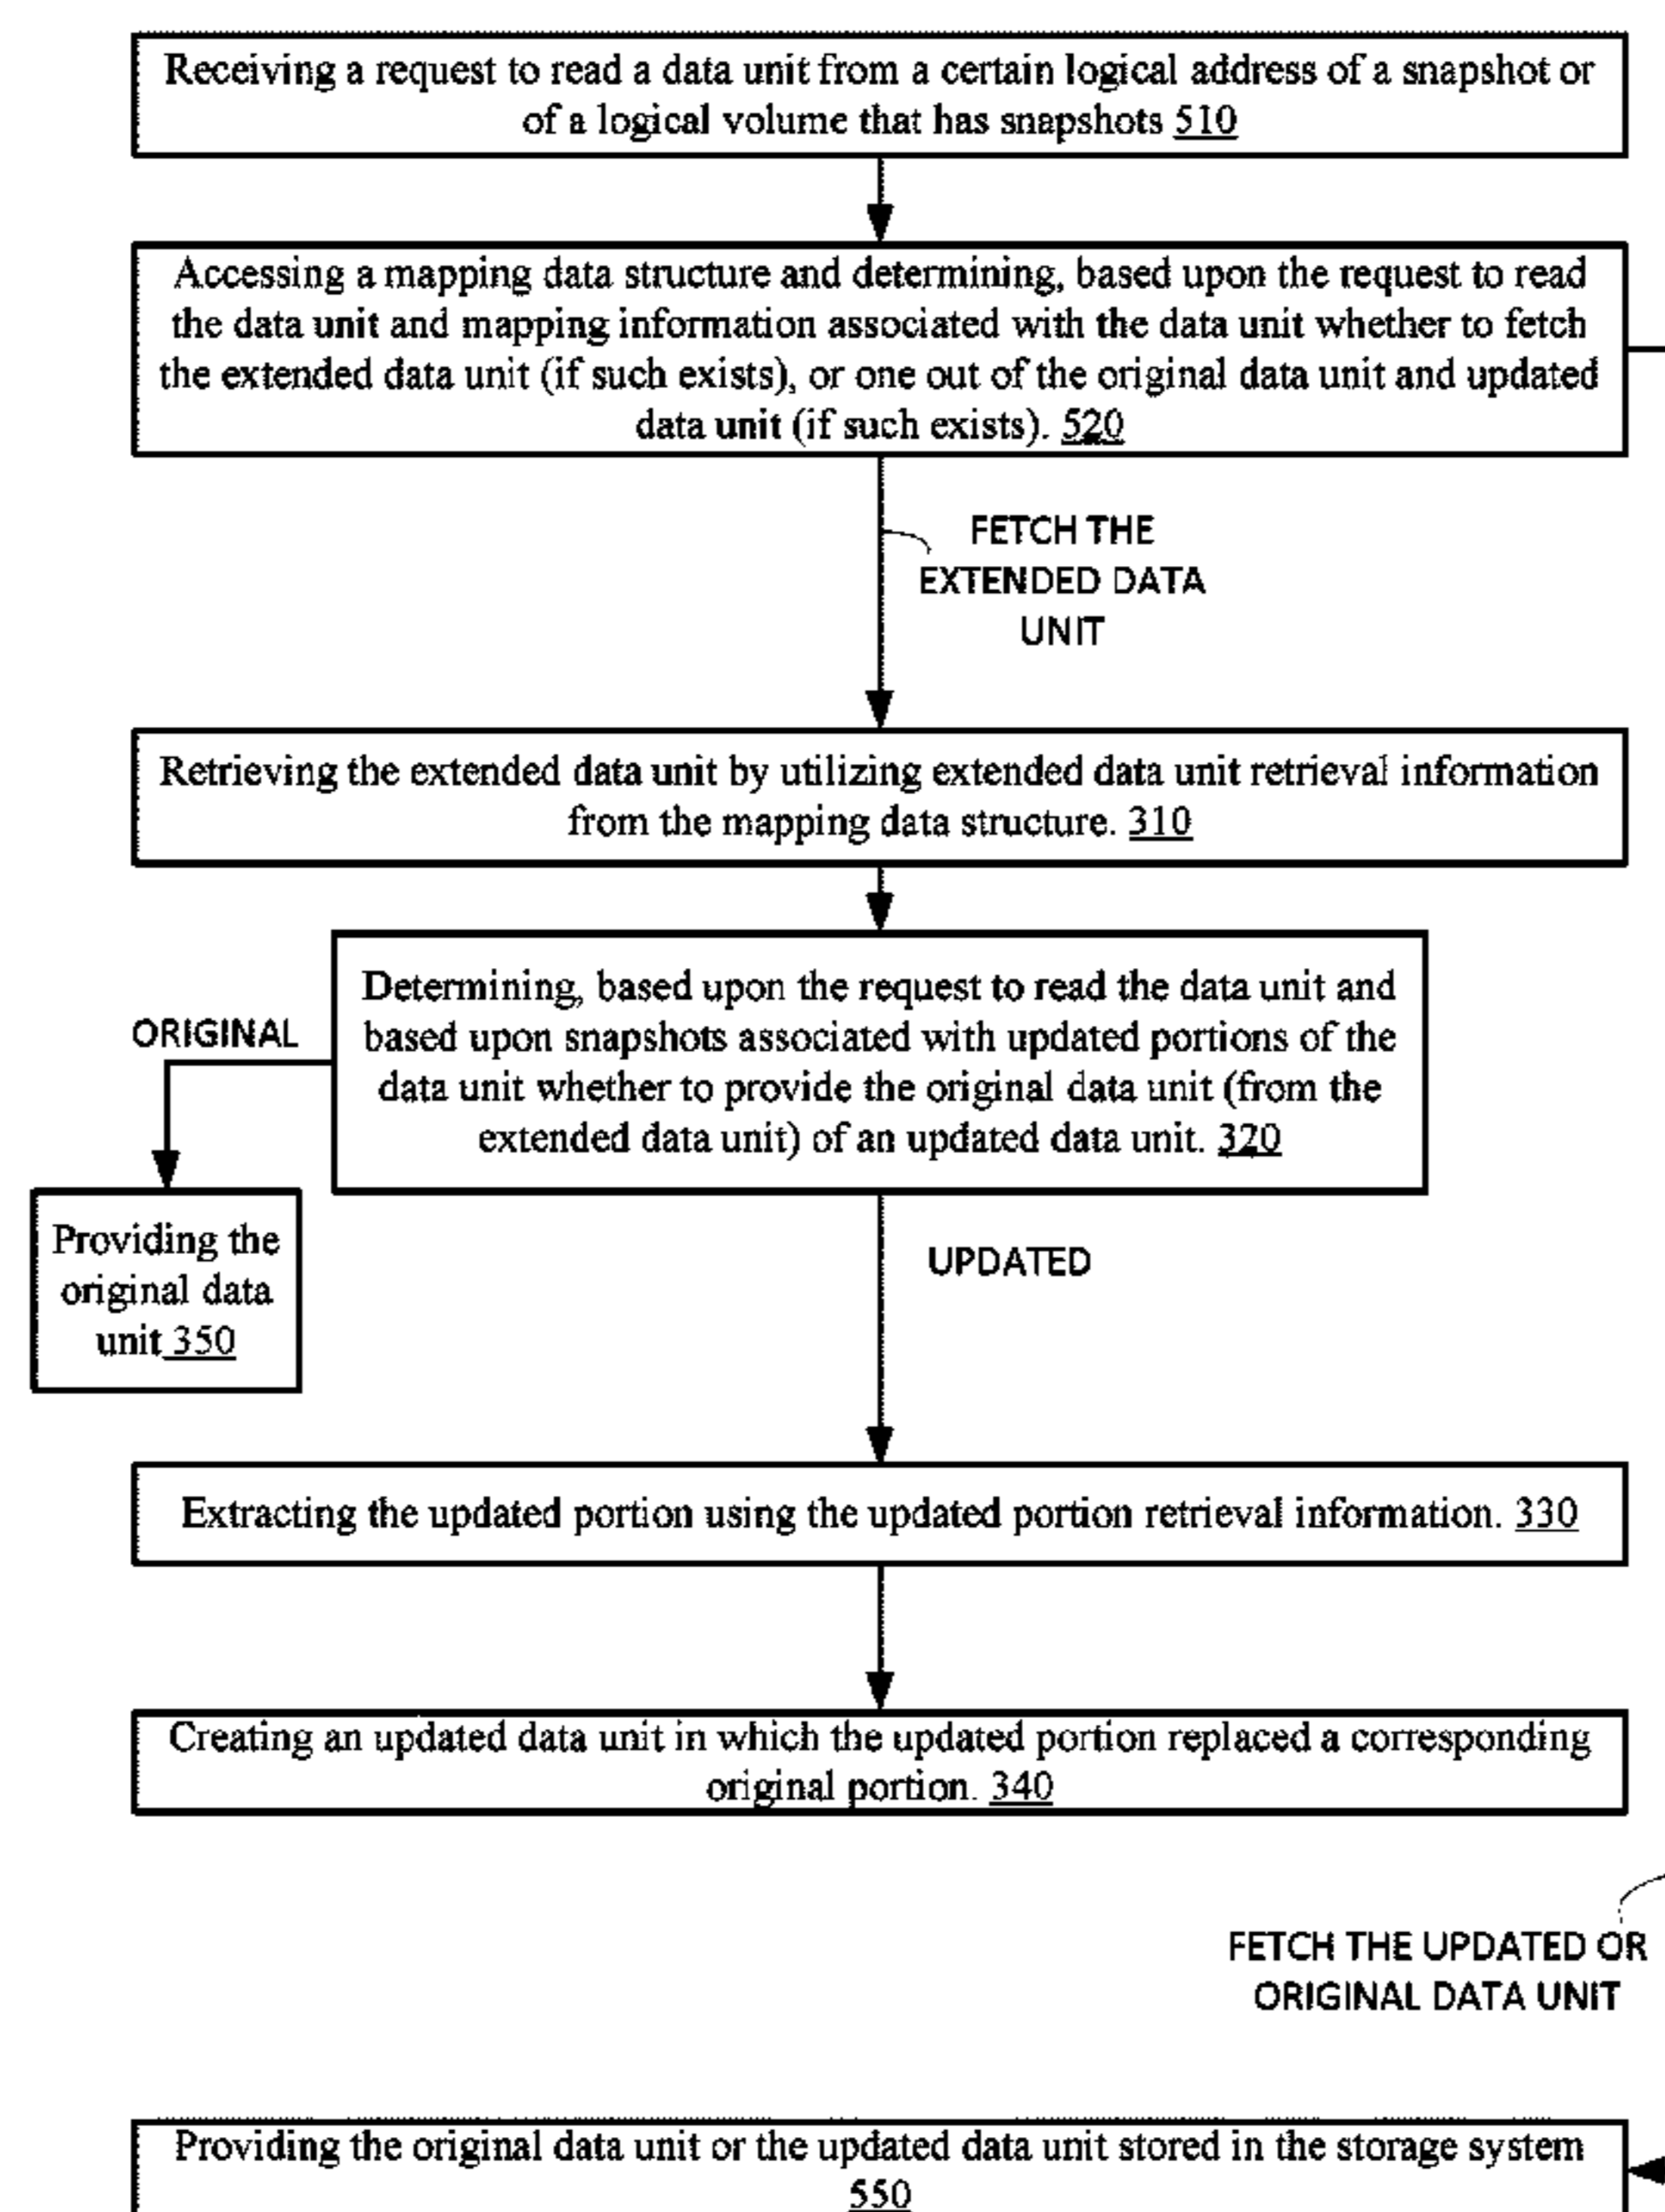 Receiving a request to read a data unit from a certain logical address of a snapshot or
of a logical volume that has snapshots 510
Accessing a mapping data structure and determining, based upon the request to read
the data unit and mapping information associated with the data unit whether to fetch
the extended data unit (if such exists), or one out of the original data unit and updated
data unit (if such exists). 520
FETCH THE
EXTENDED DATA
UNIT
Retrieving the extended data unit by utilizing extended data unit retrieval information
from the mapping data structure. 310
Determining, based upon the request to read the data unit and
based upon snapshots associated with updated portions of the
data unit whether to provide the original data unit (from the
extended data unit) of an updated data unit. 320
ORIGINAL
Providing the
original data
unit 350
UPDATED
Extracting the updated portion using the updated portion retrieval information. 330
Creating an updated data unit in which the updated portion replaced a corresponding
original portion. 340
FETCH THE UPDATED OR
ORIGINAL DATA UNIT
Providing the original data unit or the updated data unit stored in the storage system
550